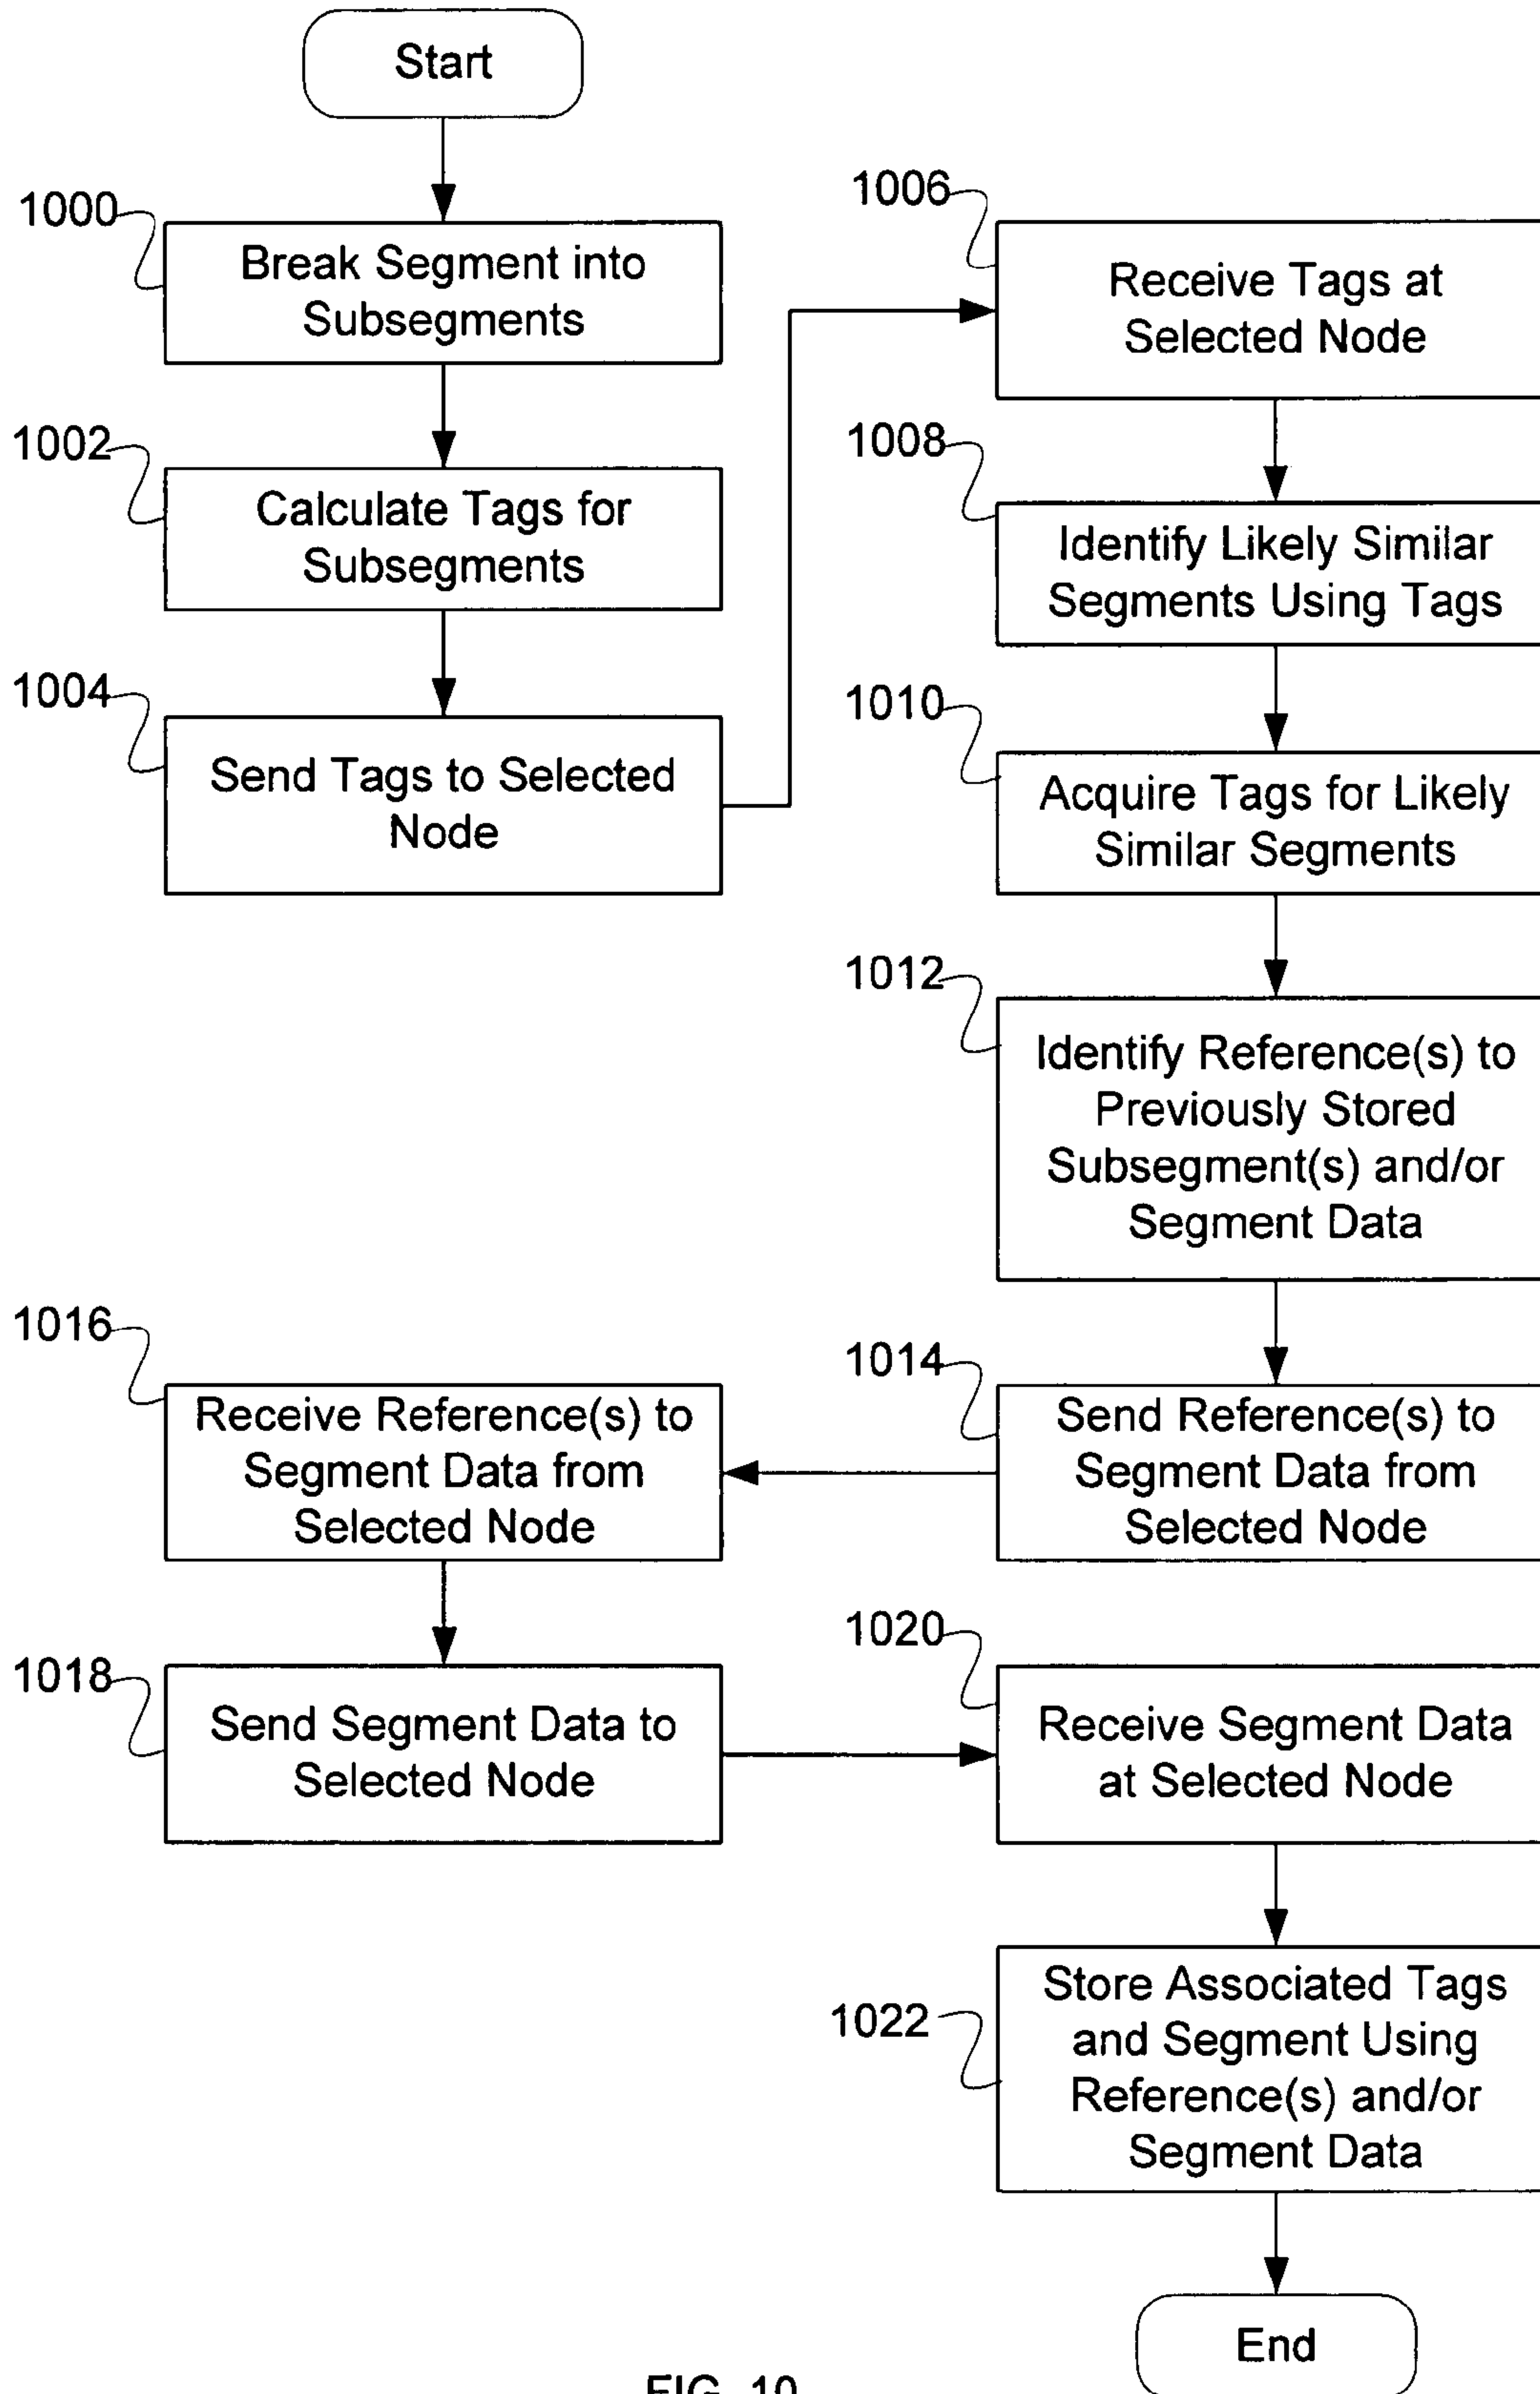 Start
1000
Break Segment into
Subsegments
1002
Calculate Tags for
Subsegments
1004
Send Tags to Selected
Node
1006
Receive Tags at
Selected Node
1008
Identify Likely Similar
Segments Using Tags
1010
Acquire Tags for Likely
Similar Segments
1012
Identify Reference(s) to
Previously Stored
Subsegment(s) and/or
Segment Data
1014
Send Reference(s) to
Segment Data from
Selected Node
1016
Receive Reference(s) to
Segment Data from
Selected Node
1018
Send Segment Data to
Selected Node
1020
Receive Segment Data
at Selected Node
1022
Store Associated Tags
and Segment Using
Reference(s) and/or
Segment Data
End
FIG. 10